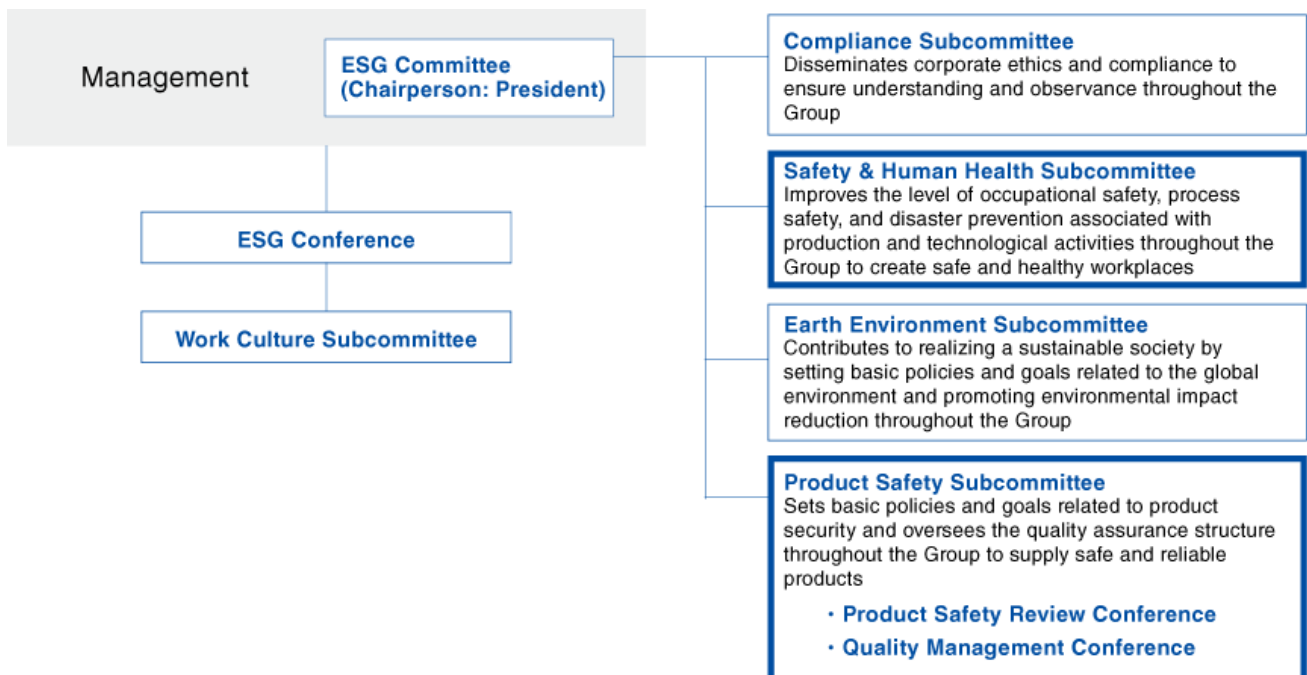 Management
ESG Committee
(Chairperson: President)
ESG Conference
Work Culture Subcommittee
Compliance Subcommittee
Disseminates corporate ethics and compliance to
ensure understanding and observance throughout the
Group
Safety & Human Health Subcommittee
Improves the level of occupational safety, process
safety, and disaster prevention associated with
production and technological activities throughout the
Group to create safe and healthy workplaces
Earth Environment Subcommittee
Contributes to realizing a sustainable society by
setting basic policies and goals related to the global
environment and promoting environmental impact
reduction throughout the Group
Product Safety Subcommittee
Sets basic policies and goals related to product
security and oversees the quality assurance structure
throughout the Group to supply safe and reliable
products
・Product Safety Review Conference
・Quality Management Conference